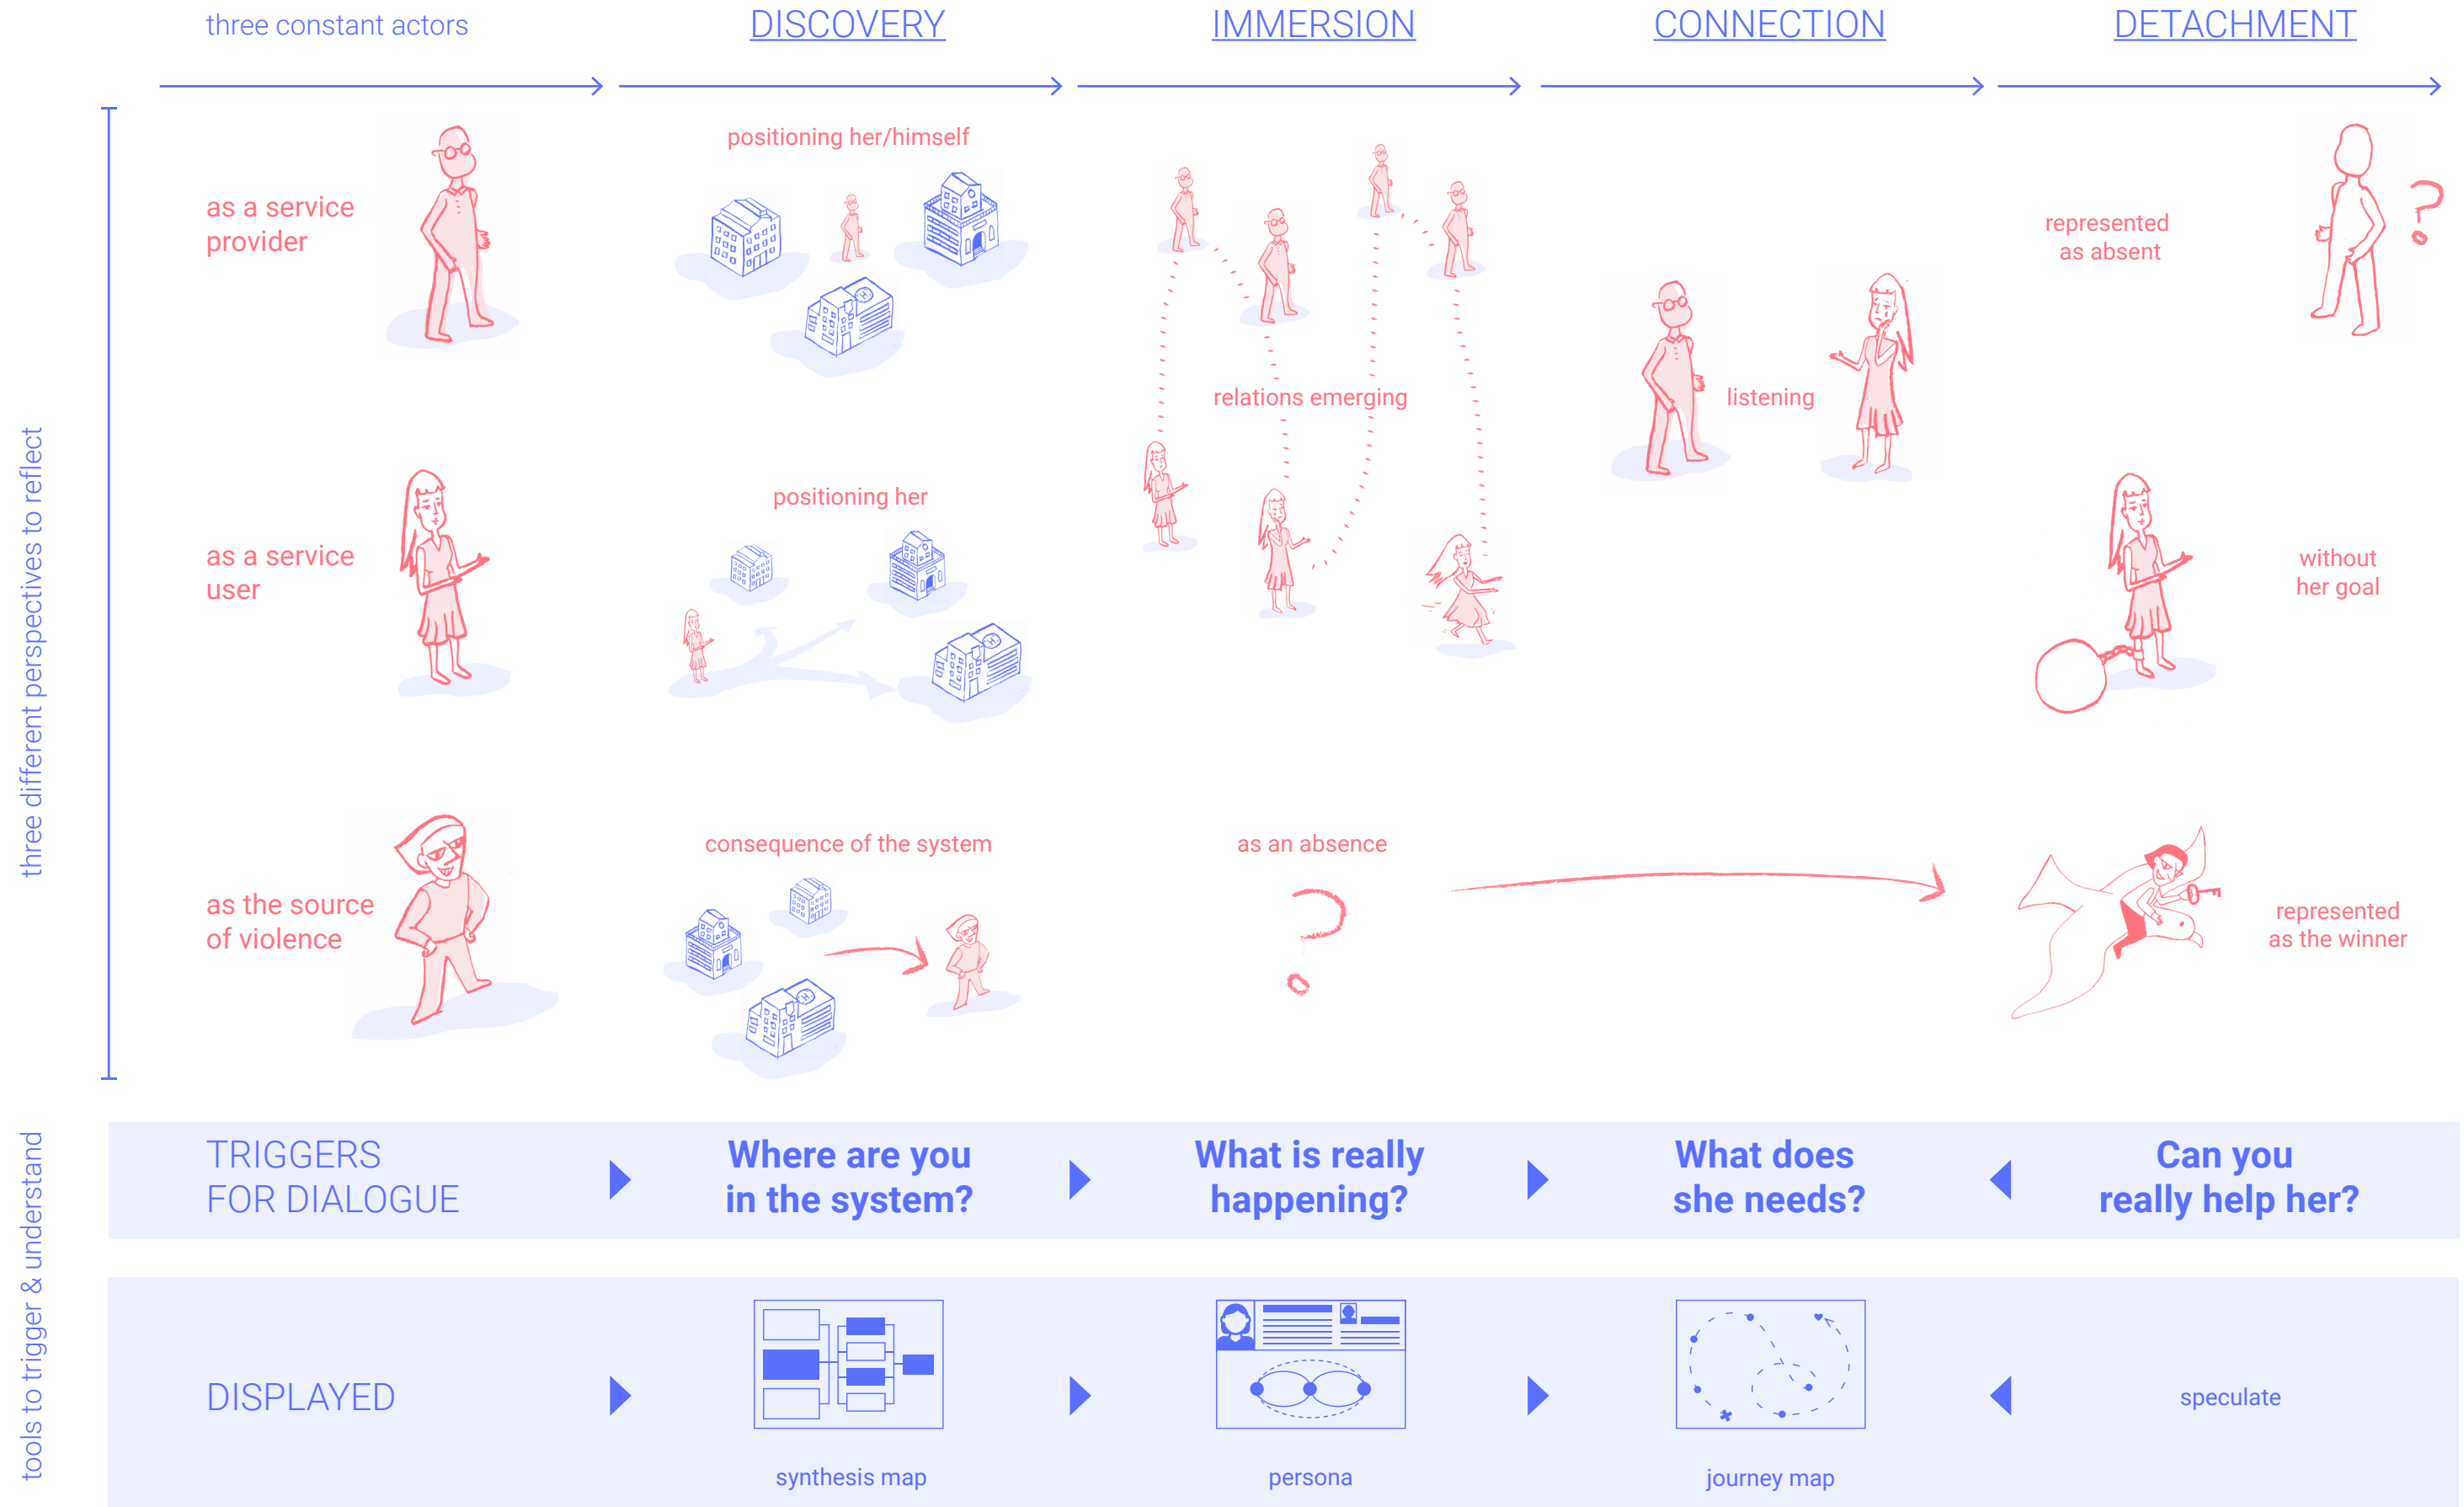 three constant actors
DISCOVERY
IMMERSION
CONNECTION
DETACHMENT
three different perspectives to reflect
as a service
provider
positioning her/himself
relations emerging
listening
represented
as absent
as a service
user
positioning her
without
her goal
as the source
of violence
consequence of the system
as an absence
represented
as the winner
tools to trigger & understand
TRIGGERS
FOR DIALOGUE
Where are you
in the system?
What is really
happening?
What does
she needs?
Can you
really help her?
DISPLAYED
synthesis map
persona
journey map
speculate
H
H
H
?
?